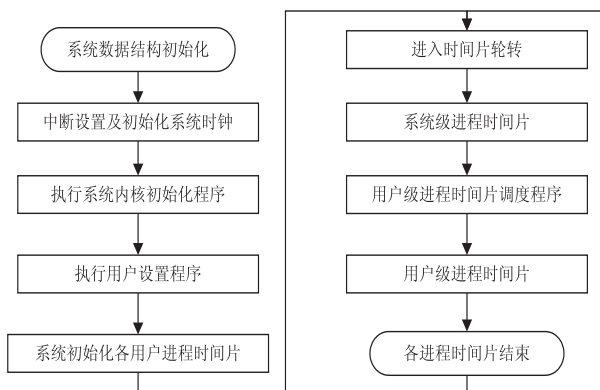 系统数据结构初始化
中断设置及初始化系统时钟
执行系统内核初始化程序
执行用户设置程序
系统初始化各用户进程时间片
进入时间片轮转
系统级进程时间片
用户级进程时间片调度程序
用户级进程时间片
各进程时间片结束